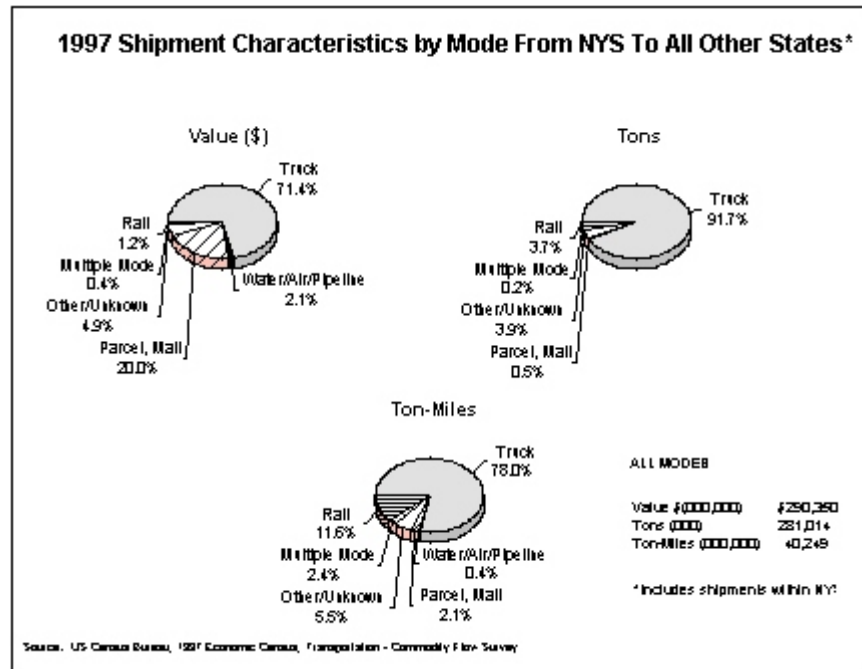 1997 Shipment Characteristics by Mode From NYS To All Other States*
Value ($)
Truck
71.4%
Rail
1.2%
Multiple Mode
0.4%
Other/Unknown
4.9%
Parcel, Mail
20.0%
Water/Air/Pipeline
2.1%
Tons
Truck
91.7%
Rail
3.7%
Multiple Mode
0.2%
Other/Unknown
3.9%
Parcel, Mail
0.5%
Ton-Miles
Truck
78.0%
Rail
11.6%
Multiple Mode
2.4%
Other/Unknown
5.5%
Water/Air/Pipeline
0.4%
Parcel, Mail
2.1%
ALL MODES
Value $(000,000) $290,350
Tons (000) 281,014
Ton-Miles (000,000) 40,249
*Includes shipments within
Source: US Census Bureau, 1997 Economic Census, Transportation - Commodity Flow Survey